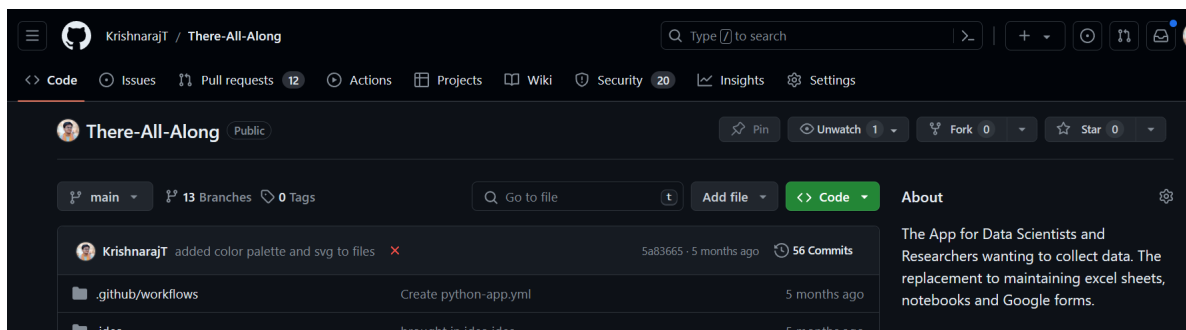 KrishnarajT / There-All-Along
Type / to search
Code Issues Pull requests 12 Actions Projects Wiki Security 20 Insights Settings
There-All-Along Public
Pin Unwatch 1 Fork 0 Star 0
main 13 Branches 0 Tags
Go to file t Add file <> Code
About
The App for Data Scientists and
Researchers wanting to collect data. The
replacement to maintaining excel sheets,
notebooks and Google forms.
KrishnarajT added color palette and svg to files 5a83665 · 5 months ago 56 Commits
.github/workflows Create python-app.yml 5 months ago